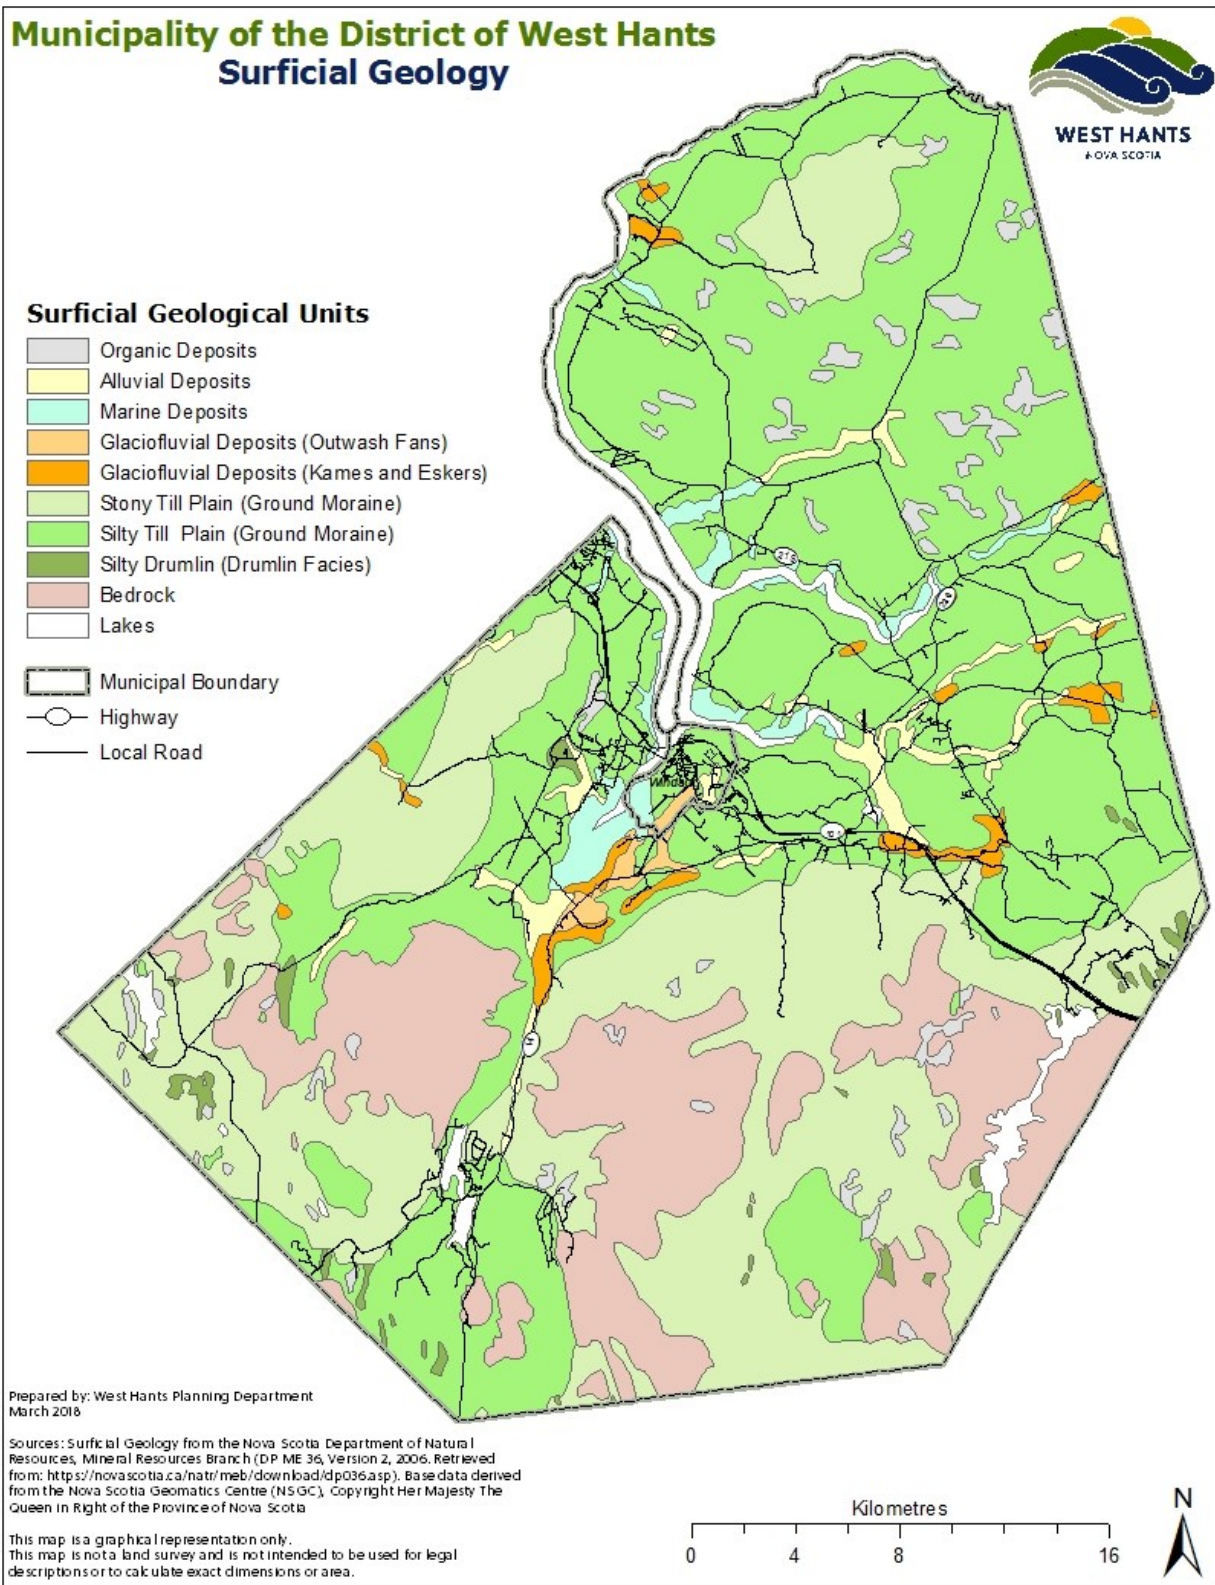 Municipality of the District of West Hants
Surficial Geology
WEST HANTS
NOVA SCOTIA
Surficial Geological Units
Organic Deposits
Alluvial Deposits
Marine Deposits
Glaciofluvial Deposits (Outwash Fans)
Glaciofluvial Deposits (Kames and Eskers)
Stony Till Plain (Ground Moraine)
Silty Till Plain (Ground Moraine)
Silty Drumlin (Drumlin Facies)
Bedrock
Lakes
Municipal Boundary
Highway
Local Road
215
14
Prepared by: West Hants Planning Department
March 2018
Sources: Surficial Geology from the Nova Scotia Department of Natural
Resources, Mineral Resources Branch (DP ME 36, Version 2, 2006. Retrieved
from: https://novascotia.ca/natr/meb/download/dp036.asp). Base data derived
from the Nova Scotia Geomatics Centre (NSGC), Copyright Her Majesty The
Queen in Right of the Province of Nova Scotia
This map is a graphical representation only.
This map is not a land survey and is not intended to be used for legal
descriptions or to calculate exact dimensions or area.
Kilometres
0 4 8 16
N